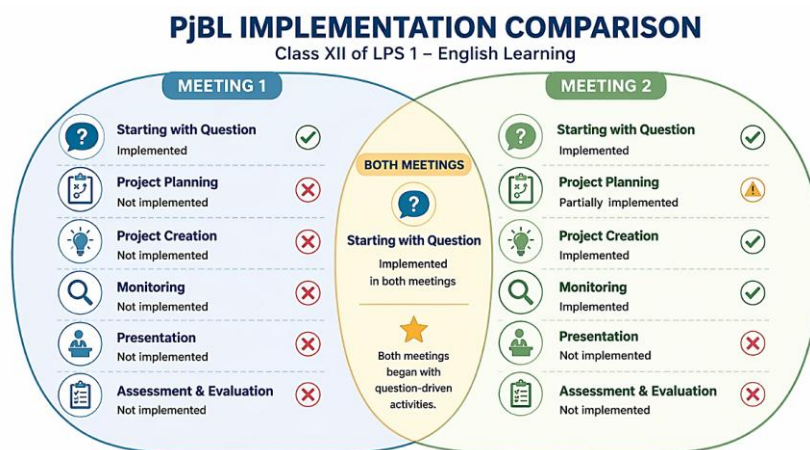 PjBL IMPLEMENTATION COMPARISON
Class XII of LPS 1 – English Learning
MEETING 1
Starting with Question
Implemented
Project Planning
Not implemented
Project Creation
Not implemented
Monitoring
Not implemented
Presentation
Not implemented
Assessment & Evaluation
Not implemented
BOTH MEETINGS
Starting with Question
Implemented
in both meetings
Both meetings
began with
question-driven
activities.
MEETING 2
Starting with Question
Implemented
Project Planning
Partially implemented
Project Creation
Implemented
Monitoring
Implemented
Presentation
Not implemented
Assessment & Evaluation
Not implemented